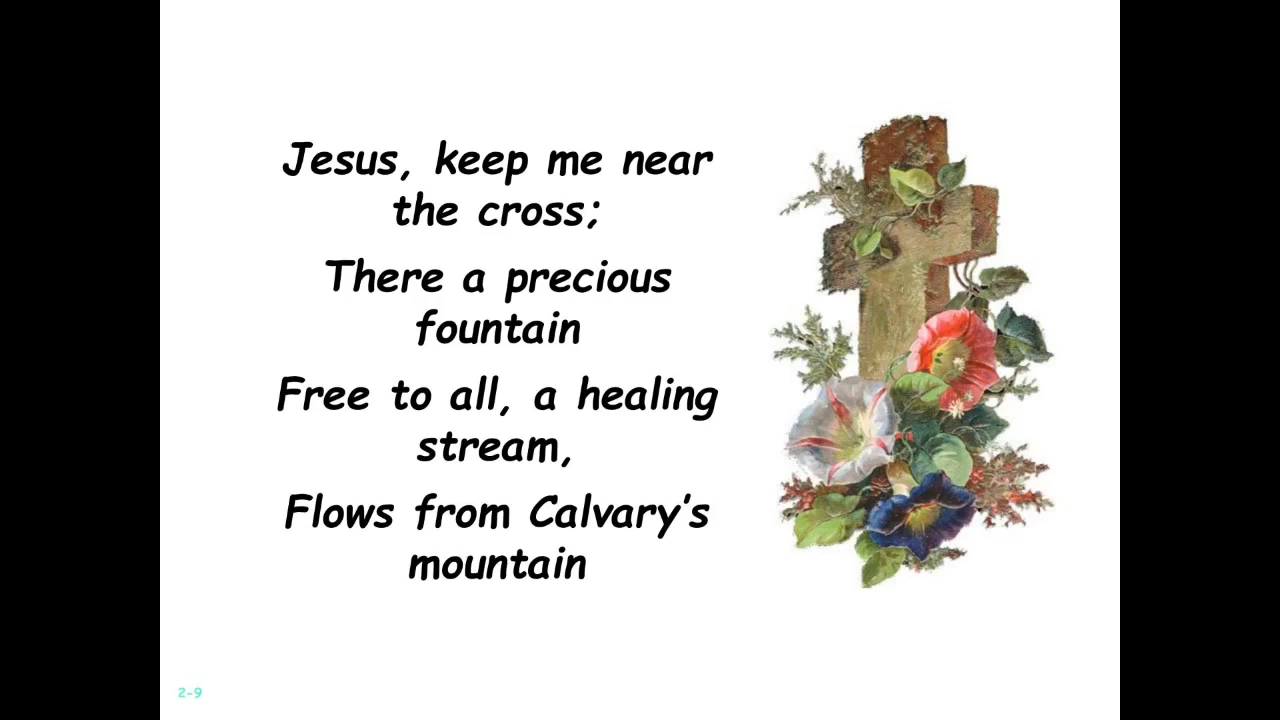 Jesus, keep me near
the cross;
There a precious
fountain
Free to all, a healing
stream,
Flows from Calvary’s
mountain
2-9